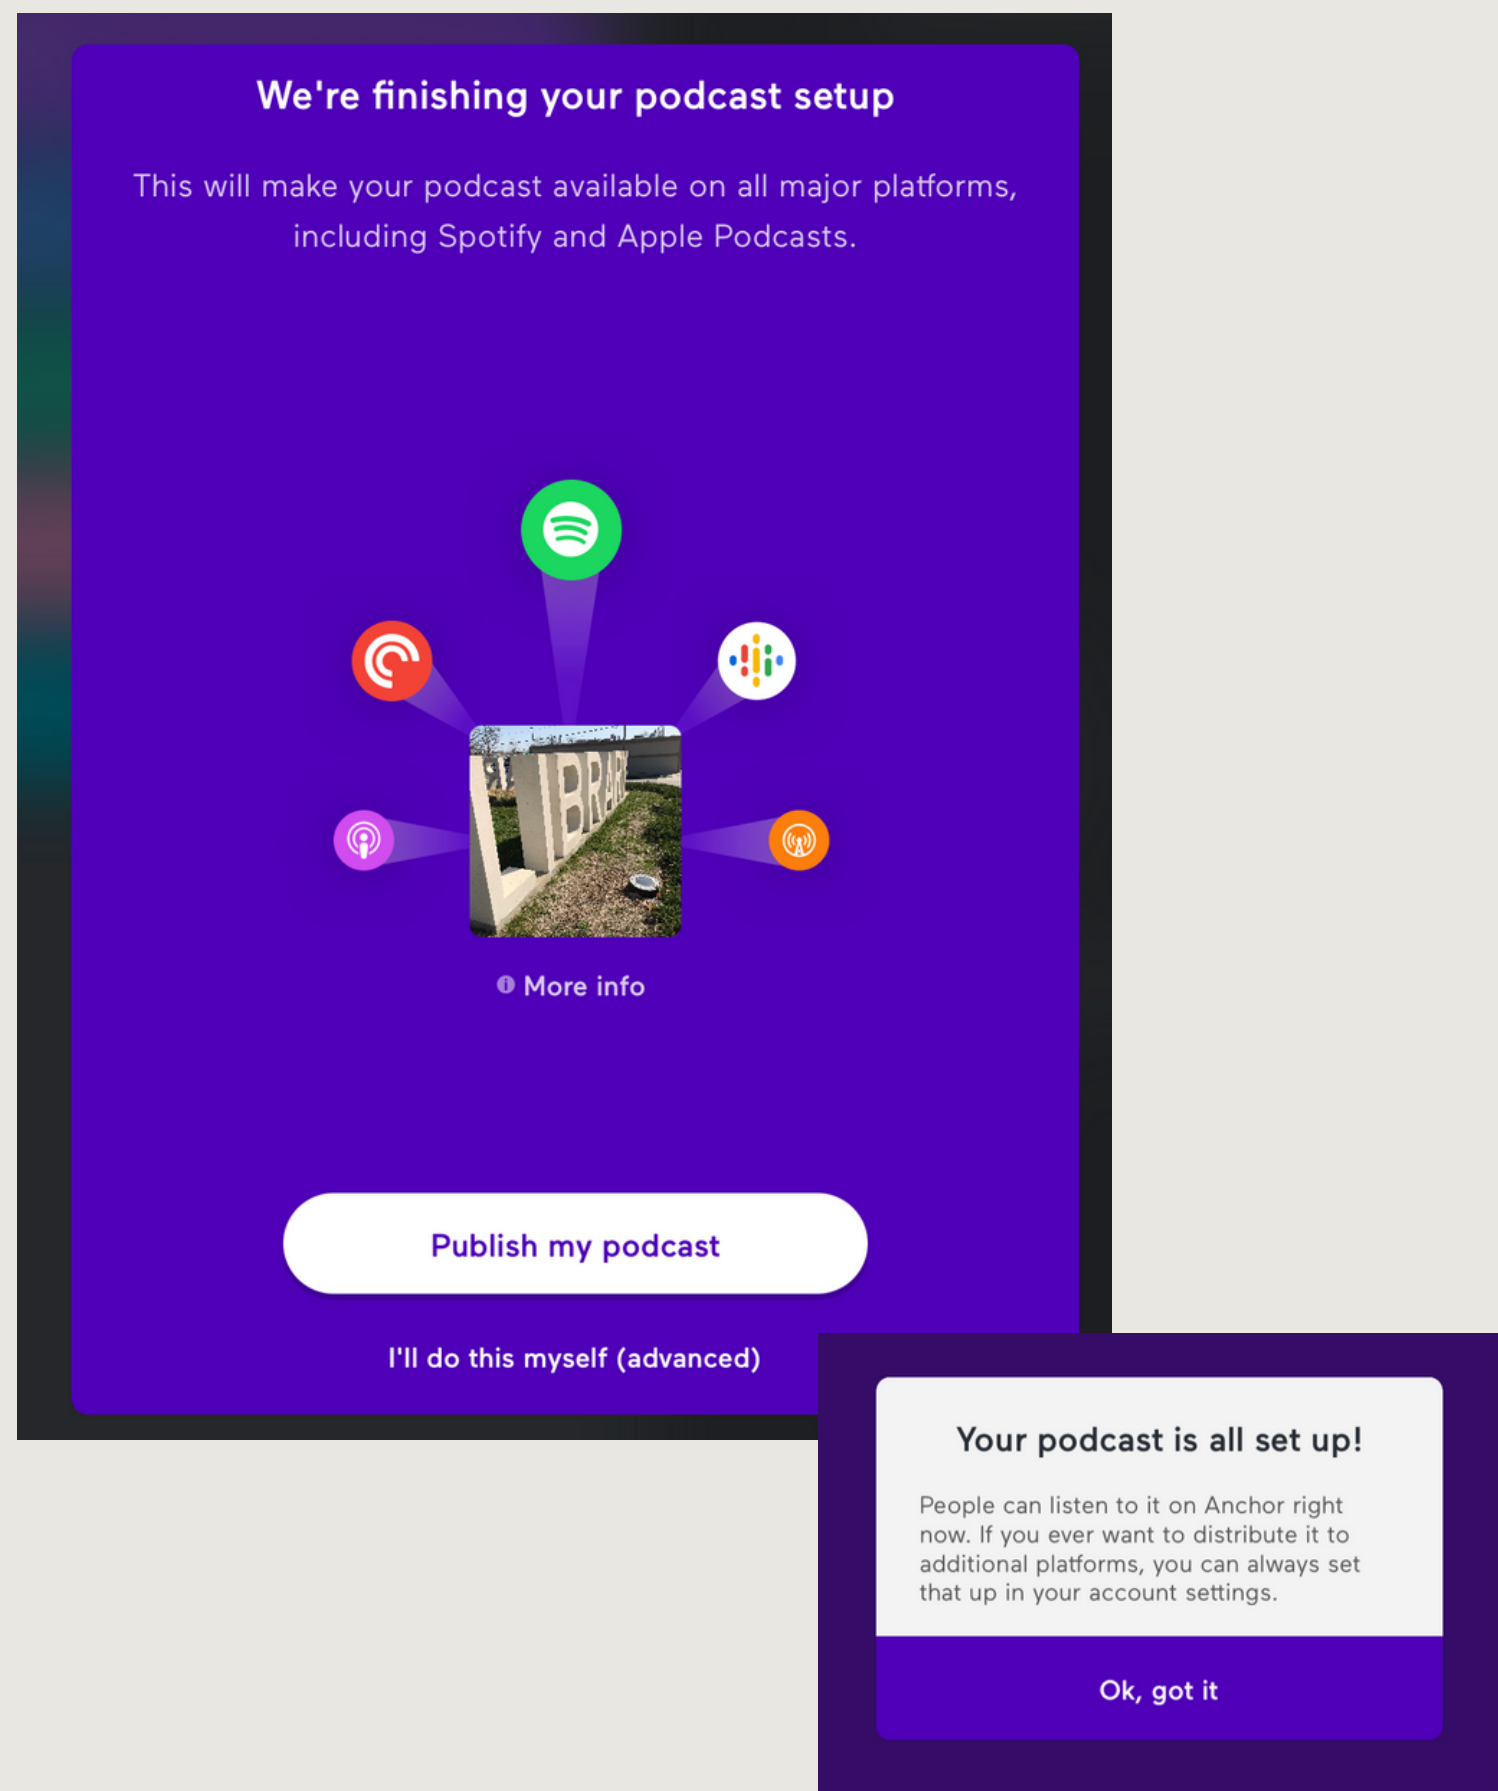 We're finishing your podcast setup
This will make your podcast available on all major platforms,
including Spotify and Apple Podcasts.
LIBRAR
More info
Publish my podcast
I'll do this myself (advanced)
Your podcast is all set up!
People can listen to it on Anchor right
now. If you ever want to distribute it to
additional platforms, you can always set
that up in your account settings.
Ok, got it